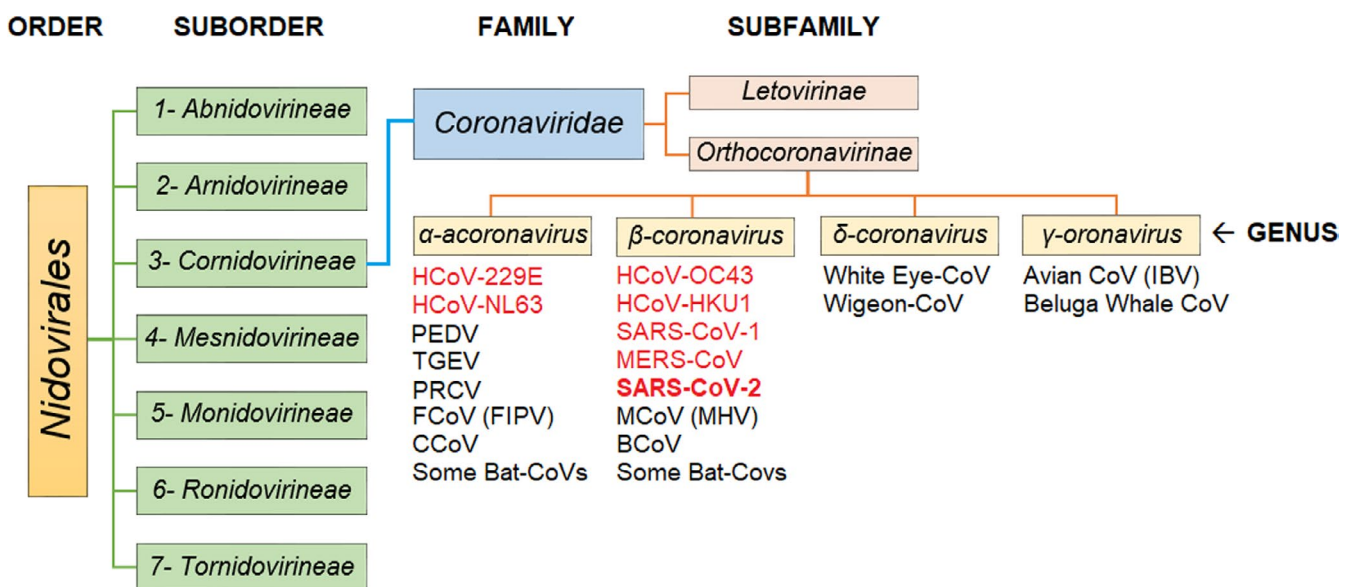 ORDER SUBORDER FAMILY SUBFAMILY
Nidovirales
1- Abnidovirineae
2- Arnidovirineae
3- Cornidovirineae
4- Mesnidovirineae
5- Monidovirineae
6- Ronidovirineae
7- Tornidovirineae
Coronaviridae
Letovirinae
Orthocoronavirinae
α-acoronavirus
HCoV-229E
HCoV-NL63
PEDV
TGEV
PRCV
FCoV (FIPV)
CCoV
Some Bat-CoVs
β-coronavirus
HCoV-OC43
HCoV-HKU1
SARS-CoV-1
MERS-CoV
SARS-CoV-2
MCoV (MHV)
BCoV
Some Bat-Covs
δ-coronavirus
White Eye-CoV
Wigeon-CoV
γ-oronavirus
Avian CoV (IBV)
Beluga Whale CoV
← GENUS